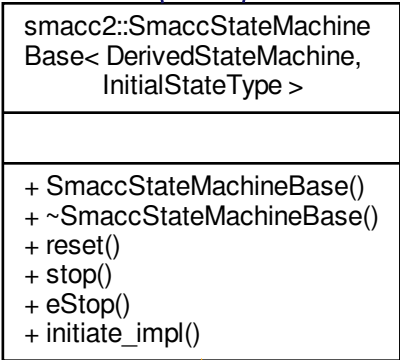 smacc2::SmaccStateMachine
Base< DerivedStateMachine,
InitialStateType >
+ SmaccStateMachineBase()
+ ~SmaccStateMachineBase()
+ reset()
+ stop()
+ eStop()
+ initiate_impl()